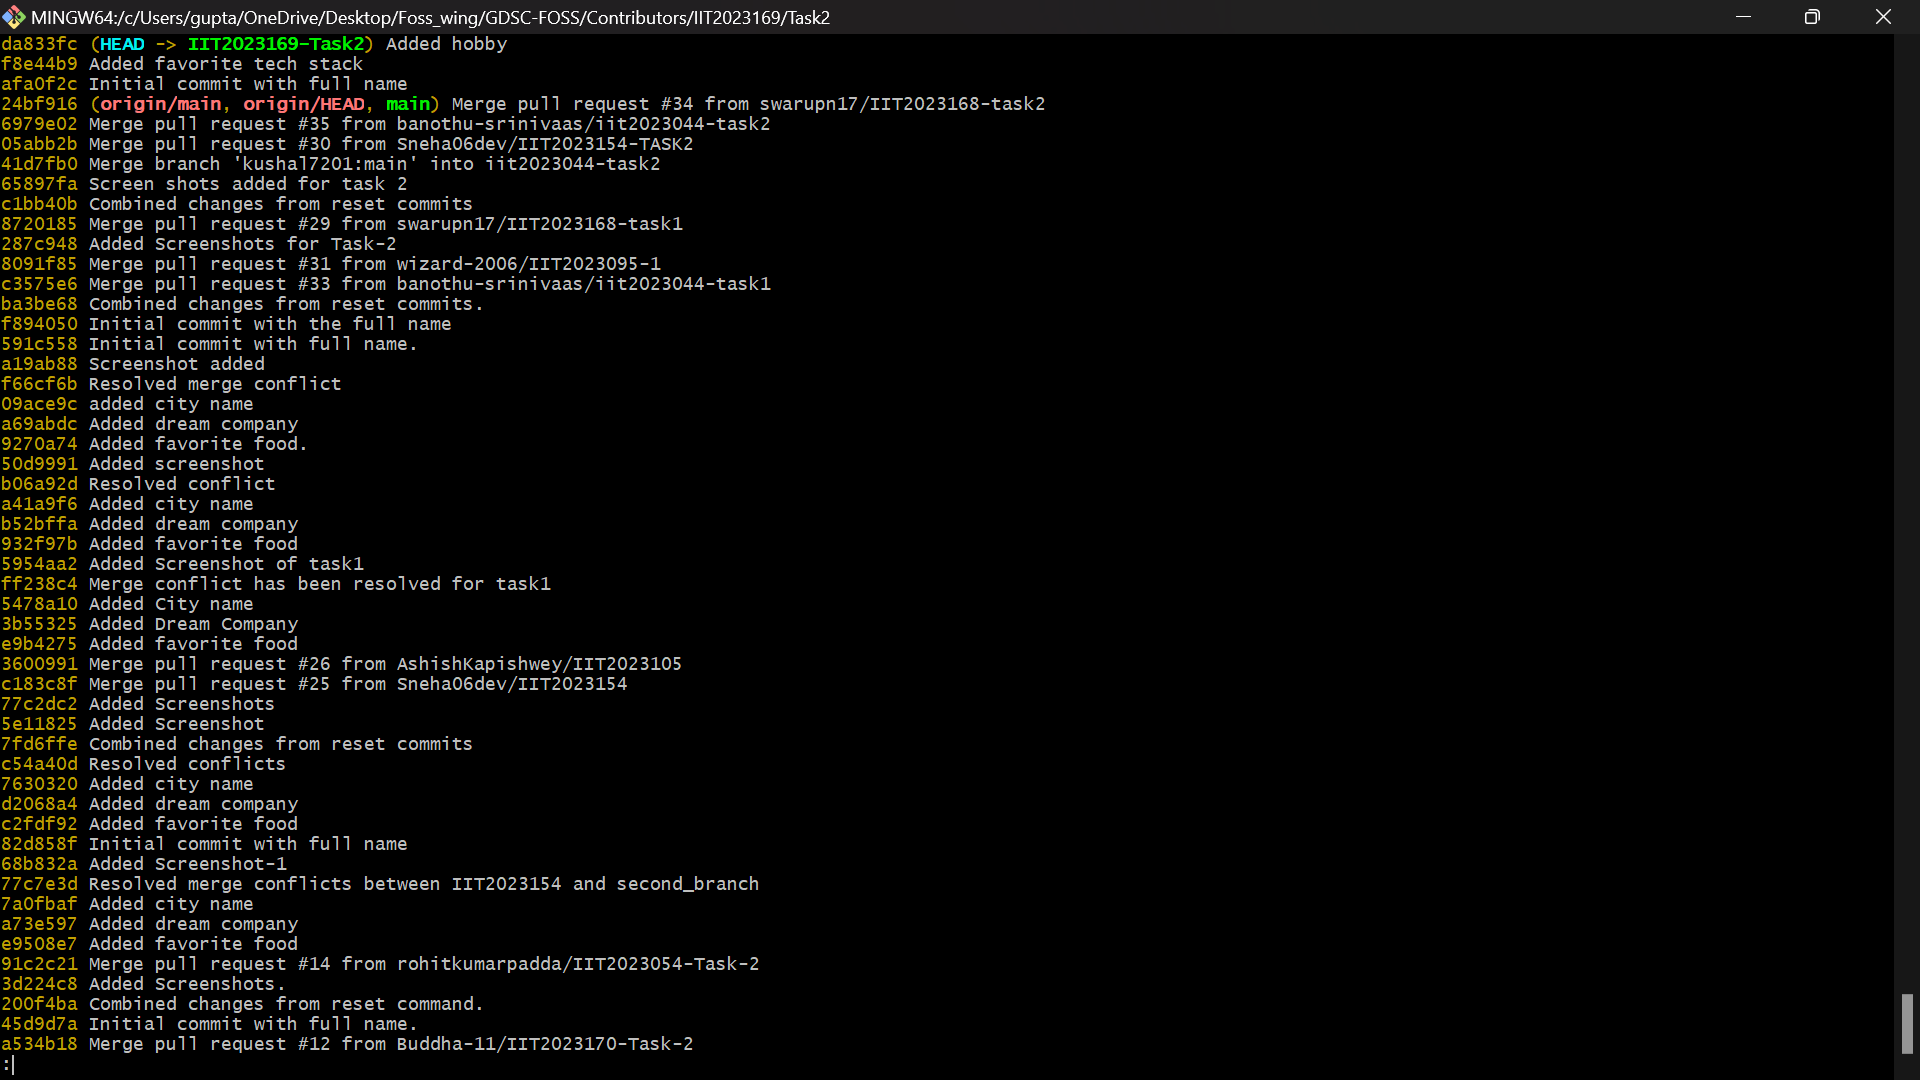 MINGW64:/c/Users/gupta/OneDrive/Desktop/Foss_wing/GDSC-FOSS/Contributors/IIT2023169/Task2
da833fc (HEAD -> IIT2023169-Task2) Added hobby
f8e44b9 Added favorite tech stack
afa0f2c Initial commit with full name
24bf916 (origin/main, origin/HEAD, main) Merge pull request #34 from swarupn17/IIT2023168-task2
6979e02 Merge pull request #35 from banothu-srinivaas/iit2023044-task2
05abb2b Merge pull request #30 from Sneha06dev/IIT2023154-TASK2
41d7fb0 Merge branch 'kushal7201:main' into iit2023044-task2
65897fa Screen shots added for task 2
c1bb40b Combined changes from reset commits
8720185 Merge pull request #29 from swarupn17/IIT2023168-task1
287c948 Added Screenshots for Task-2
8091f85 Merge pull request #31 from wizard-2006/IIT2023095-1
c3575e6 Merge pull request #33 from banothu-srinivaas/iit2023044-task1
ba3be68 Combined changes from reset commits.
f894050 Initial commit with the full name
591c558 Initial commit with full name.
a19ab88 Screenshot added
f66cf6b Resolved merge conflict
09ace9c added city name
a69abdc Added dream company
9270a74 Added favorite food.
50d9991 Added screenshot
b06a92d Resolved conflict
a41a9f6 Added city name
b52bffa Added dream company
932f97b Added favorite food
5954aa2 Added Screenshot of task1
ff238c4 Merge conflict has been resolved for task1
5478a10 Added City name
3b55325 Added Dream Company
e9b4275 Added favorite food
3600991 Merge pull request #26 from AshishKapishwey/IIT2023105
c183c8f Merge pull request #25 from Sneha06dev/IIT2023154
77c2dc2 Added Screenshots
5e11825 Added Screenshot
7fd6ffe Combined changes from reset commits
c54a40d Resolved conflicts
7630320 Added city name
d2068a4 Added dream company
c2fdf92 Added favorite food
82d858f Initial commit with full name
68b832a Added Screenshot-1
77c7e3d Resolved merge conflicts between IIT2023154 and second_branch
7a0fbaf Added city name
a73e597 Added dream company
e9508e7 Added favorite food
91c2c21 Merge pull request #14 from rohitkumarpadda/IIT2023054-Task-2
3d224c8 Added Screenshots.
200f4ba Combined changes from reset command.
45d9d7a Initial commit with full name.
a534b18 Merge pull request #12 from Buddha-11/IIT2023170-Task-2
: